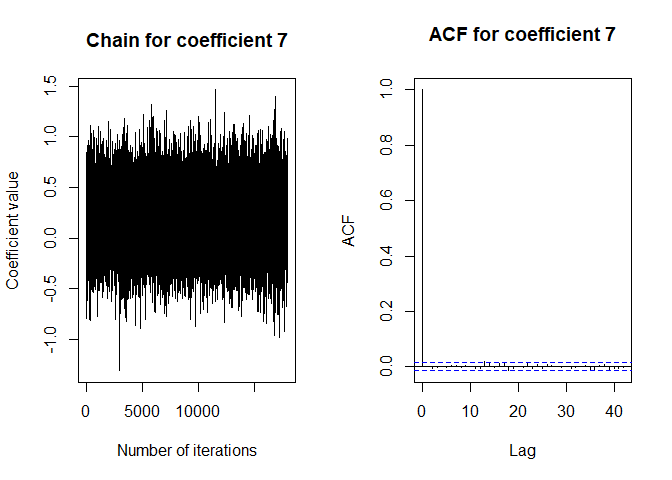 Chain for coefficient 7
Coefficient value
1.5
1.0
0.5
0.0
-0.5
-1.0
0 5000 10000
Number of iterations
ACF for coefficient 7
ACF
1.0
0.8
0.6
0.4
0.2
0.0
0 10 20 30 40
Lag